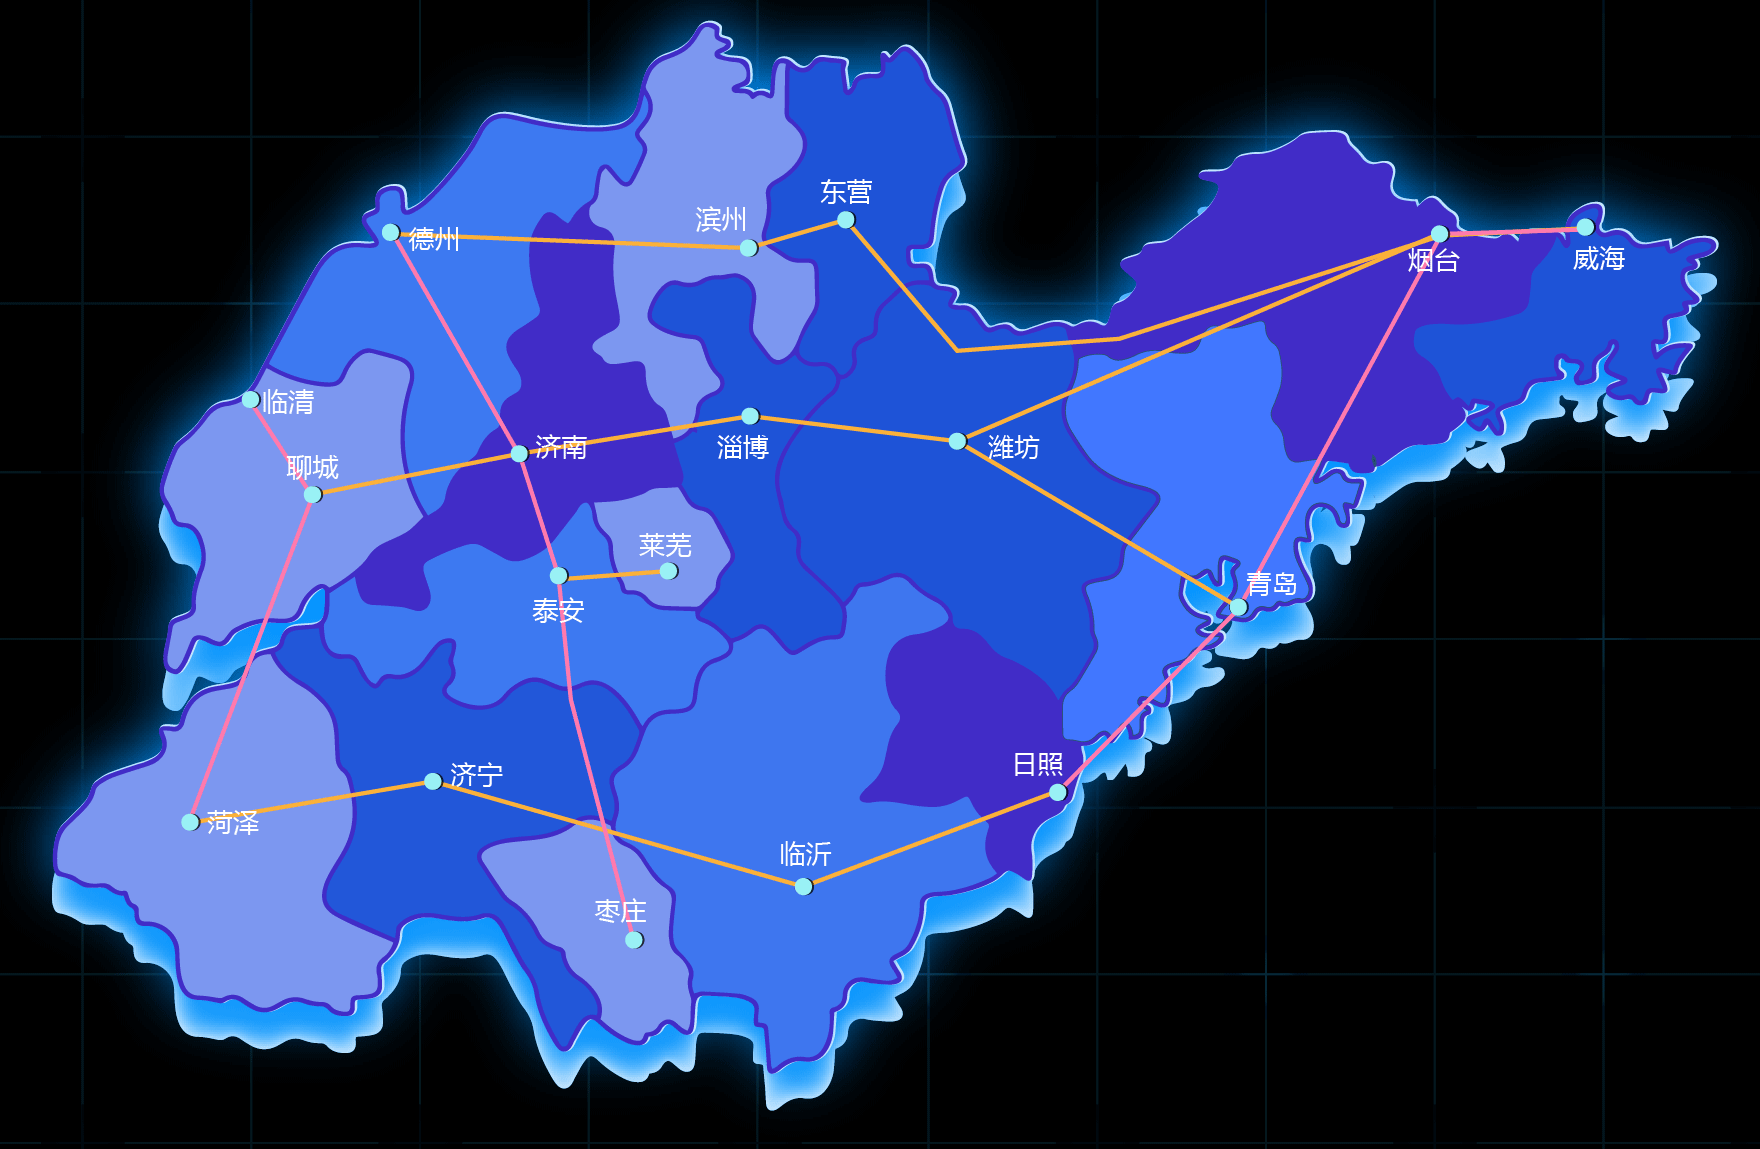 东营
滨州
德州
烟台
威海
临清
聊城
济南
淄博
潍坊
莱芜
泰安
青岛
日照
济宁
菏泽
临沂
枣庄